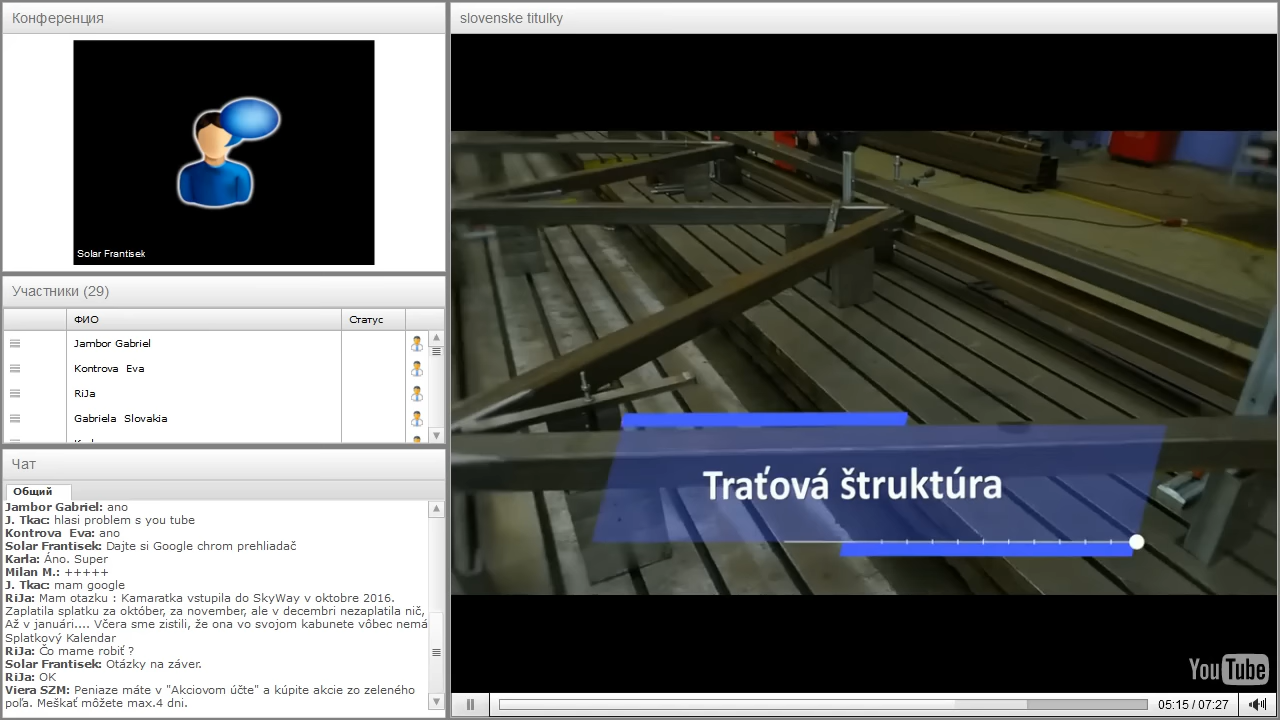 Конференция
Solar Frantisek
Участники (29)
ФИО Статус
Jambor Gabriel
Kontrova Eva
RiJa
Gabriela Slovakia
Чат
Общий
Jambor Gabriel: ano
J. Tkac: hlasi problem s you tube
Kontrova Eva: ano
Solar Frantisek: Dajte si Google chrom prehliadač
Karla: Áno. Super
Milan M.: +++++
J. Tkac: mam google
RiJa: Mam otazku : Kamaratka vstupila do SkyWay v oktobre 2016.
Zaplatila splatku za október, za november, ale v decembri nezaplatila nič,
Až v januári.... Včera sme zistili, že ona vo svojom kabunete vôbec nemá
Splatkový Kalendar
RiJa: Čo mame robiť ?
Solar Frantisek: Otázky na záver.
RiJa: OK
Viera SZM: Peniaze máte v "Akciovom účte" a kúpite akcie zo zeleného
poľa. Meškať môžete max.4 dni.
slovenske titulky
Traťová štruktúra
YouTube
05:15 / 07:27